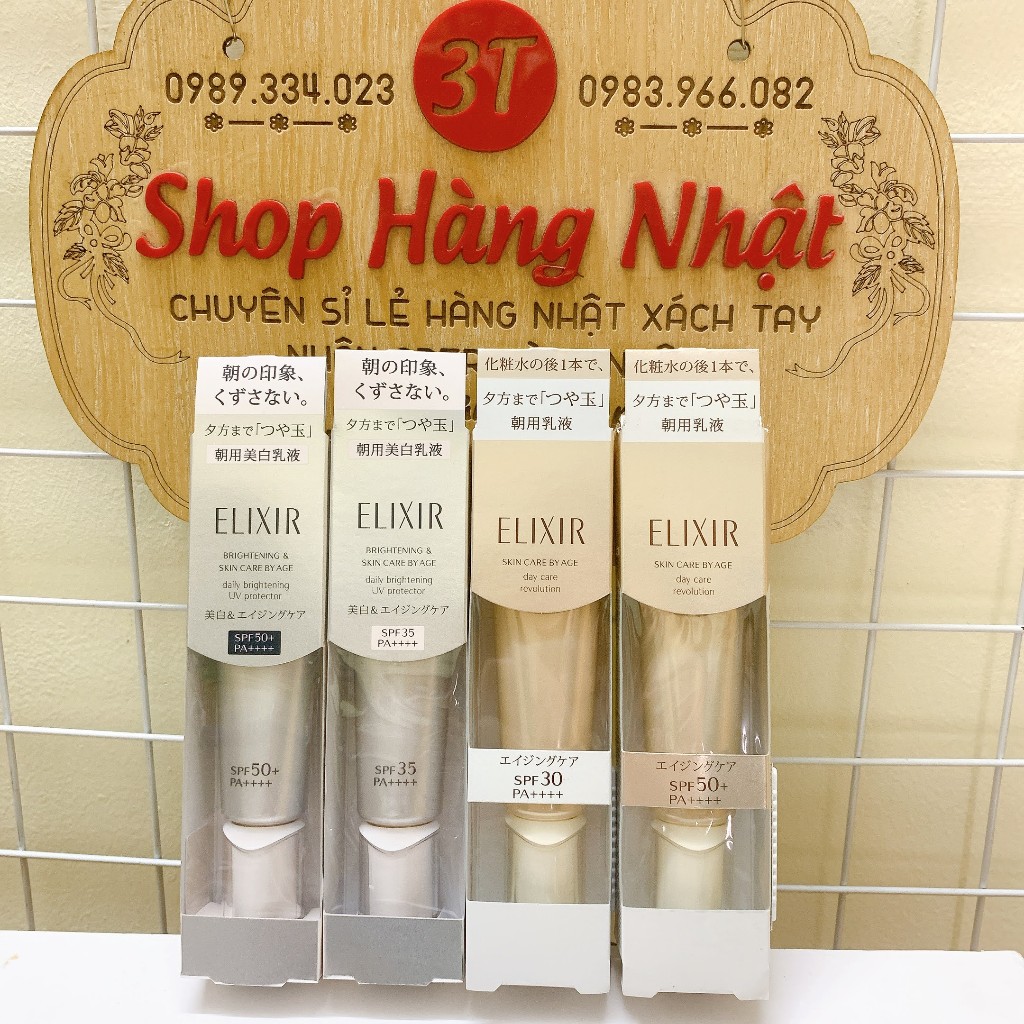 3T
0989.334.023
0983.966.082
Shop Hàng Nhật
CHUYÊN SỈ LẺ HÀNG NHẬT XÁCH TAY
朝の印象、
くずさない。
夕方まで「つや玉」
朝用美白乳液
ELIXIR
BRIGHTENING &
SKIN CARE BY AGE
daily brightening
UV protector
美白&エイジングケア
SPF50+
PA++++
SPF50+
PA++++
朝の印象、
くずさない。
夕方まで「つや玉」
朝用美白乳液
ELIXIR
BRIGHTENING &
SKIN CARE BY AGE
daily brightening
UV protector
美白&エイジングケア
SPF35
PA++++
SPF35
PA++++
化粧水の後1本で、
夕方まで「つや玉」
朝用乳液
ELIXIR
SKIN CARE BY AGE
day care
revolution
エイジングケア
SPF30
PA++++
化粧水の後1本で、
夕方まで「つや玉」
朝用乳液
ELIXIR
SKIN CARE BY AGE
day care
revolution
エイジングケア
SPF50+
PA++++